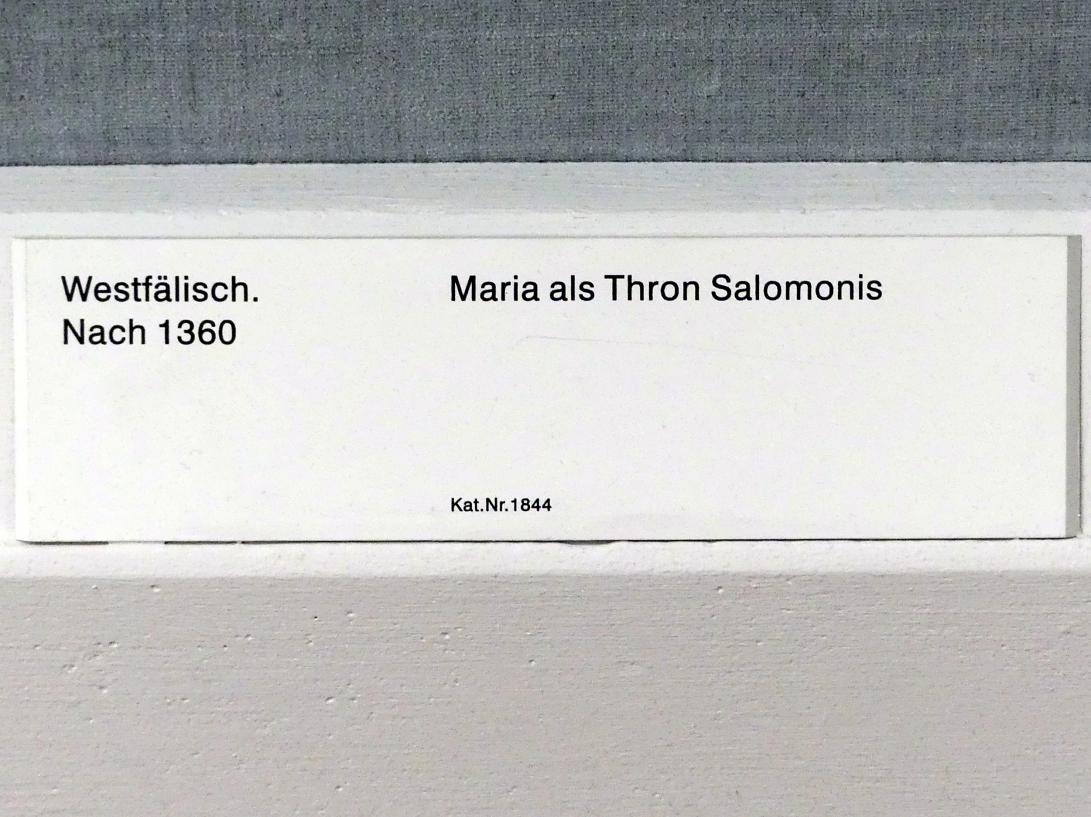 Westfälisch.
Nach 1360
Maria als Thron Salomonis
Kat.Nr.1844